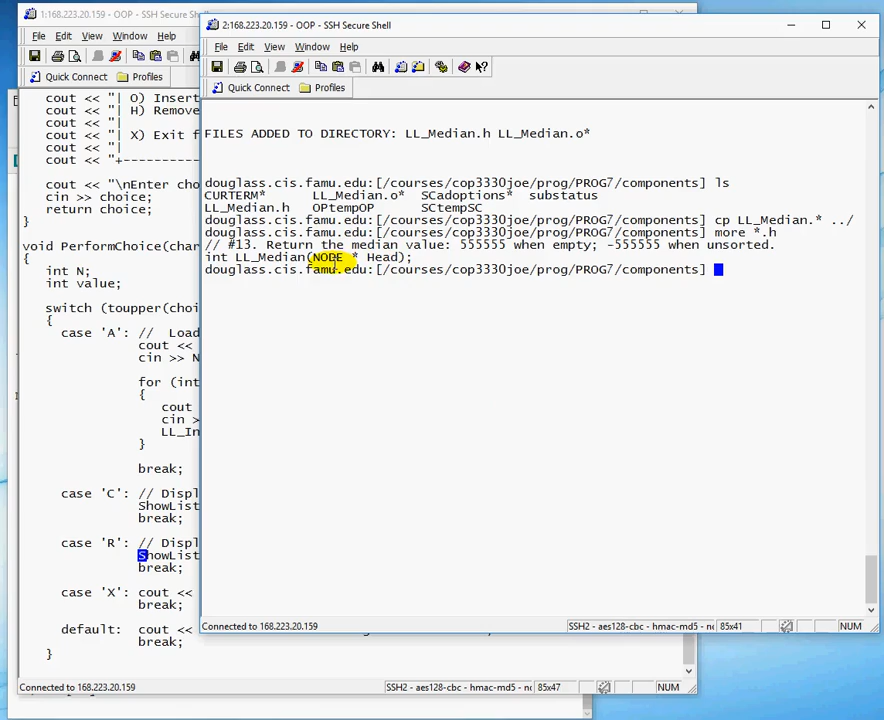 1:168.223.20.159 - OOP - SSH Secure Shell
File Edit View Window Help
Quick Connect Profiles
cout << "| O) Insert
cout << "| H) Remove
cout << "|
cout << "| X) Exit f
cout << "|
cout << "+----------
cout << "\nEnter cho
cin >> choice;
return choice;
}
void PerformChoice(char
{
int N;
int value;
switch (toupper(choi
{
case 'A': // Load
cout <<
cin >> N
for (int
{
cout
cin >
LL_In
}
break;
case 'C': // Displ
ShowList
break;
case 'R': // Displ
ShowList
break;
case 'X': cout <<
break;
default: cout <<
break;
}
Connected to 168.223.20.159
SSH2 - aes128-cbc - hmac-md5 - no
85x47
NUM
2:168.223.20.159 - OOP - SSH Secure Shell
File Edit View Window Help
Quick Connect Profiles
FILES ADDED TO DIRECTORY: LL_Median.h LL_Median.o*
douglass.cis.famu.edu:[/courses/cop3330joe/prog/PROG7/components] ls
CURTERM* LL_Median.o* SCadoptions* substatus
LL_Median.h OPtempOP SCtempSC
douglass.cis.famu.edu:[/courses/cop3330joe/prog/PROG7/components] cp LL_Median.* ../
douglass.cis.famu.edu:[/courses/cop3330joe/prog/PROG7/components] more *.h
// #13. Return the median value: 555555 when empty; -555555 when unsorted.
int LL_Median(NODE * Head);
douglass.cis.famu.edu:[/courses/cop3330joe/prog/PROG7/components]
Connected to 168.223.20.159
SSH2 - aes128-cbc - hmac-md5 - no
85x41
NUM